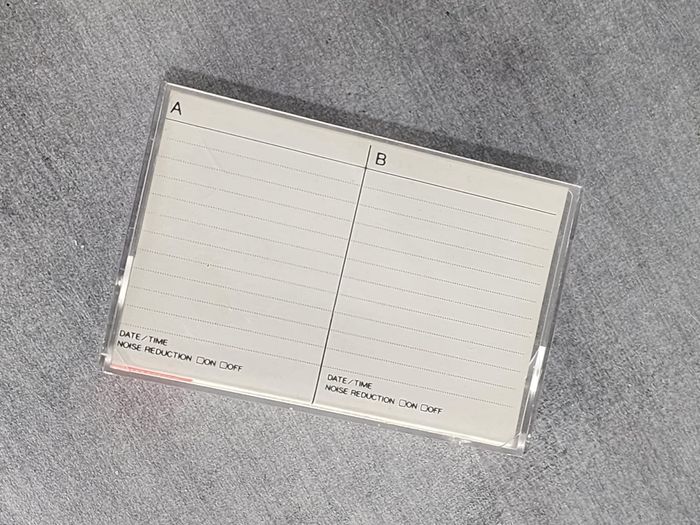 A
DATE/TIME
NOISE REDUCTION ☐ON ☐OFF
B
DATE/TIME
NOISE REDUCTION ☐ON ☐OFF